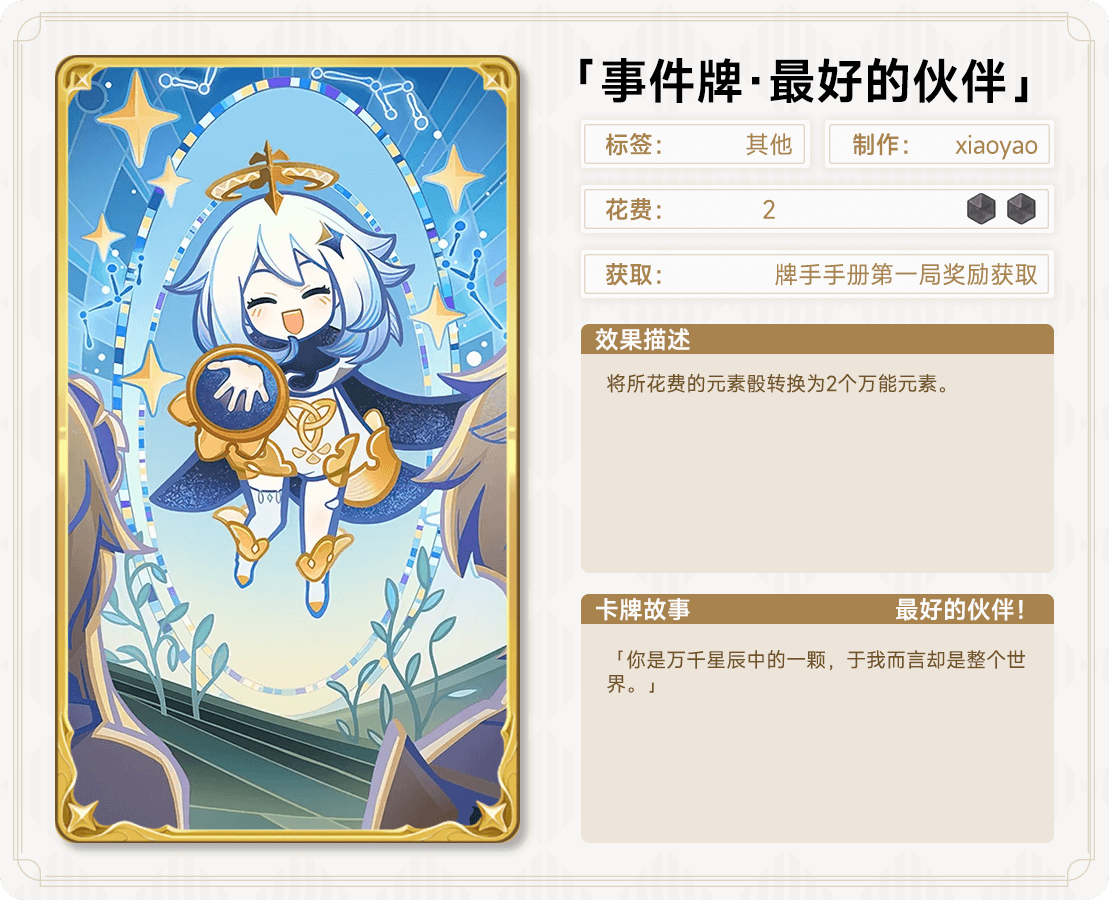 「事件牌·最好的伙伴」
标签： 其他
制作： xiaoyao
花费： 2
获取： 牌手手册第一局奖励获取
效果描述
将所花费的元素骰转换为2个万能元素。
卡牌故事 最好的伙伴！
「你是万千星辰中的一颗，于我而言却是整个世
界。」